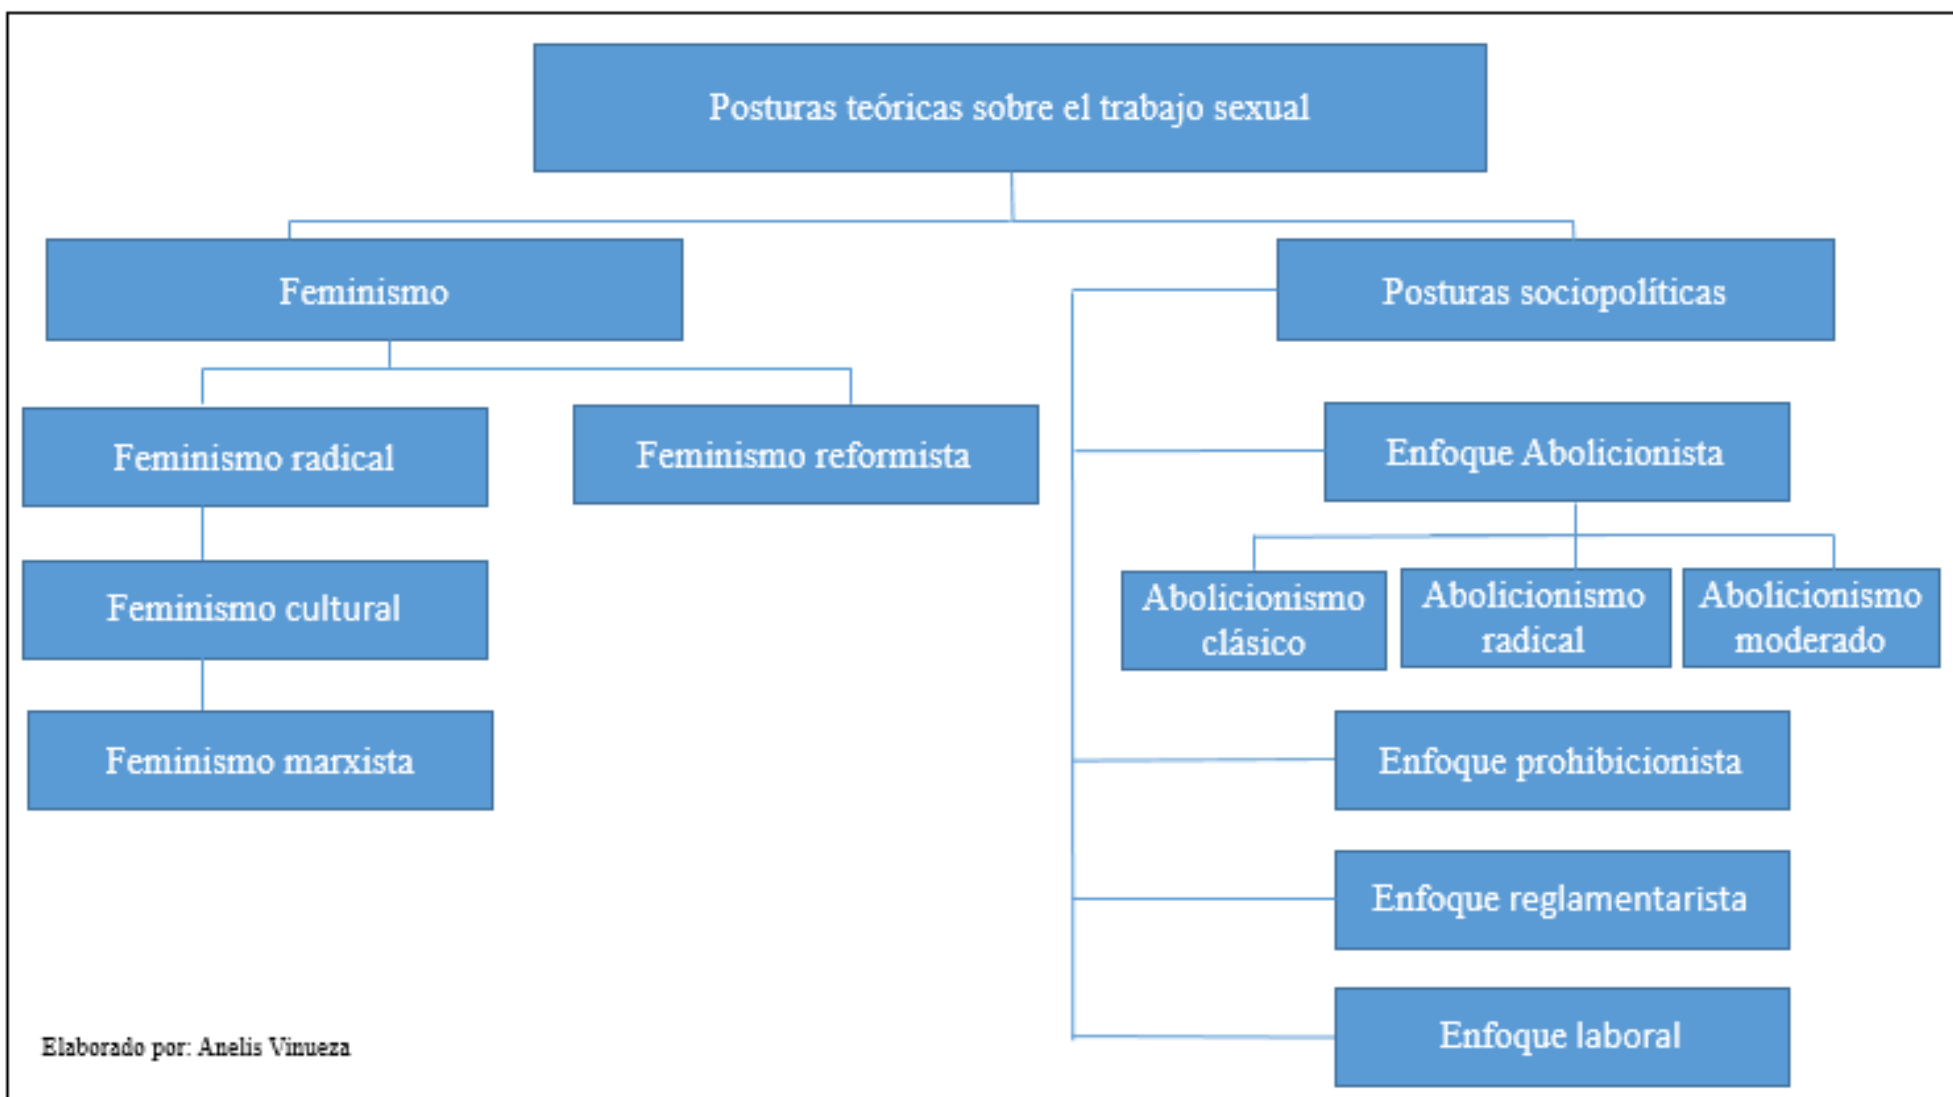 Posturas teóricas sobre el trabajo sexual
Feminismo
Posturas sociopolíticas
Feminismo radical
Feminismo reformista
Enfoque Abolicionista
Feminismo cultural
Abolicionismo
clásico
Abolicionismo
radical
Abolicionismo
moderado
Feminismo marxista
Enfoque prohibicionista
Enfoque reglamentarista
Enfoque laboral
Elaborado por: Anelis Vinueza